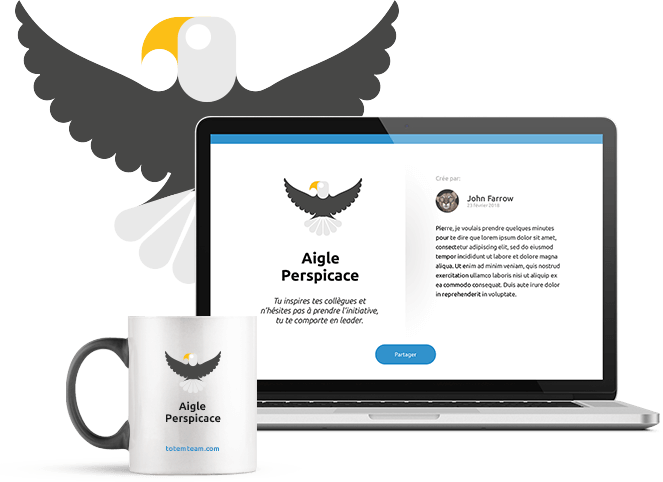 Aigle
Perspicace
Tu inspires tes collègues et
n'hésites pas à prendre l'initiative,
tu te comporte en leader.
Crée par:
John Farrow
23 février 2018
Pierre, je voulais prendre quelques minutes
pour te dire que lorem ipsum dolor sit amet,
consectetur adipiscing elit, sed do eiusmod
tempor incididunt ut labore et dolore magna
aliqua. Ut enim ad minim veniam, quis nostrud
exercitation ullamco laboris nisi ut aliquip ex
ea commodo consequat. Duis aute irure dolor
in reprehenderit in voluptate.
Partager
Aigle
Perspicace
totemteam.com